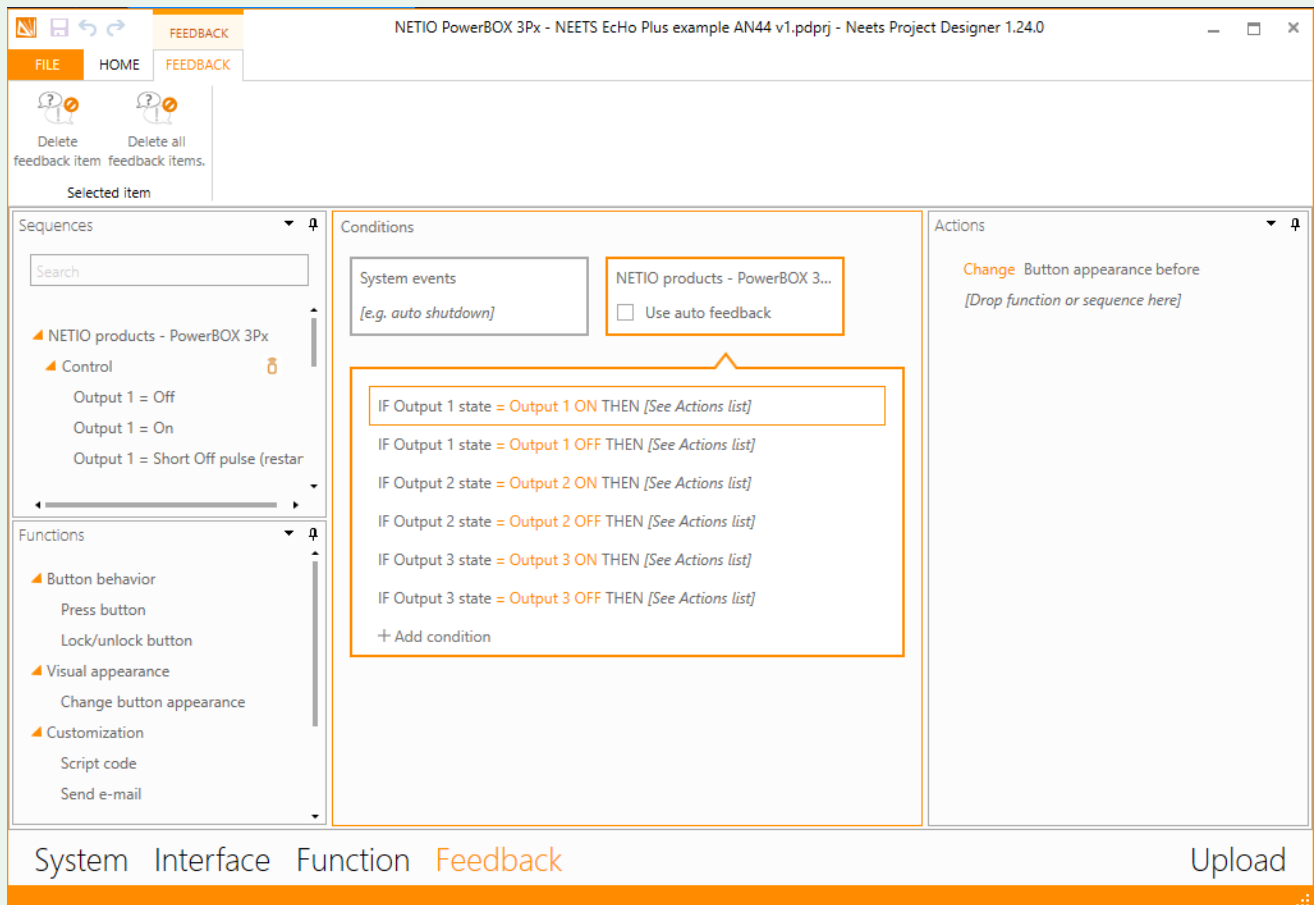 FEEDBACK
NETIO PowerBOX 3Px - NEETS EcHo Plus example AN44 v1.pdprj - Neets Project Designer 1.24.0
FILE HOME FEEDBACK
Delete
feedback item
Delete all
feedback items.
Selected item
Sequences
Search
NETIO products - PowerBOX 3Px
Control
Output 1 = Off
Output 1 = On
Output 1 = Short Off pulse (restar
Functions
Button behavior
Press button
Lock/unlock button
Visual appearance
Change button appearance
Customization
Script code
Send e-mail
Conditions
System events
[e.g. auto shutdown]
NETIO products - PowerBOX 3...
Use auto feedback
IF Output 1 state = Output 1 ON THEN [See Actions list]
IF Output 1 state = Output 1 OFF THEN [See Actions list]
IF Output 2 state = Output 2 ON THEN [See Actions list]
IF Output 2 state = Output 2 OFF THEN [See Actions list]
IF Output 3 state = Output 3 ON THEN [See Actions list]
IF Output 3 state = Output 3 OFF THEN [See Actions list]
+ Add condition
Actions
Change Button appearance before
[Drop function or sequence here]
System Interface Function Feedback Upload